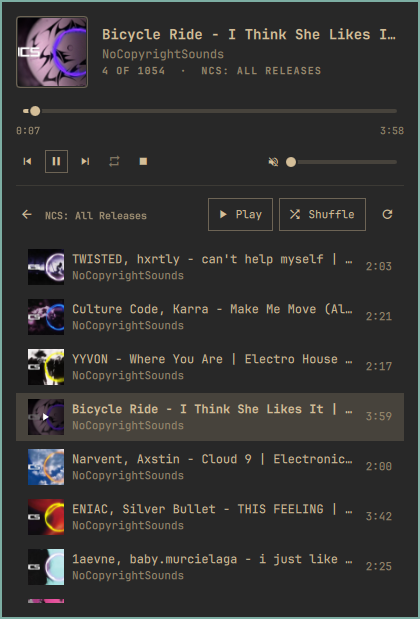 Bicycle Ride - I Think She Likes I…
NoCopyrightSounds
4 OF 1054 · NCS: ALL RELEASES
0:07 3:58
NCS: All Releases Play Shuffle
TWISTED, hxrtly - can't help myself | …
NoCopyrightSounds
2:03
Culture Code, Karra - Make Me Move (Al…
NoCopyrightSounds
2:21
YYVON - Where You Are | Electro House …
NoCopyrightSounds
2:17
Bicycle Ride - I Think She Likes It | …
NoCopyrightSounds
3:59
Narvent, Axstin - Cloud 9 | Electronic…
NoCopyrightSounds
2:00
ENIAC, Silver Bullet - THIS FEELING | …
NoCopyrightSounds
3:42
1aevne, baby.murcielaga - i just like …
NoCopyrightSounds
2:25